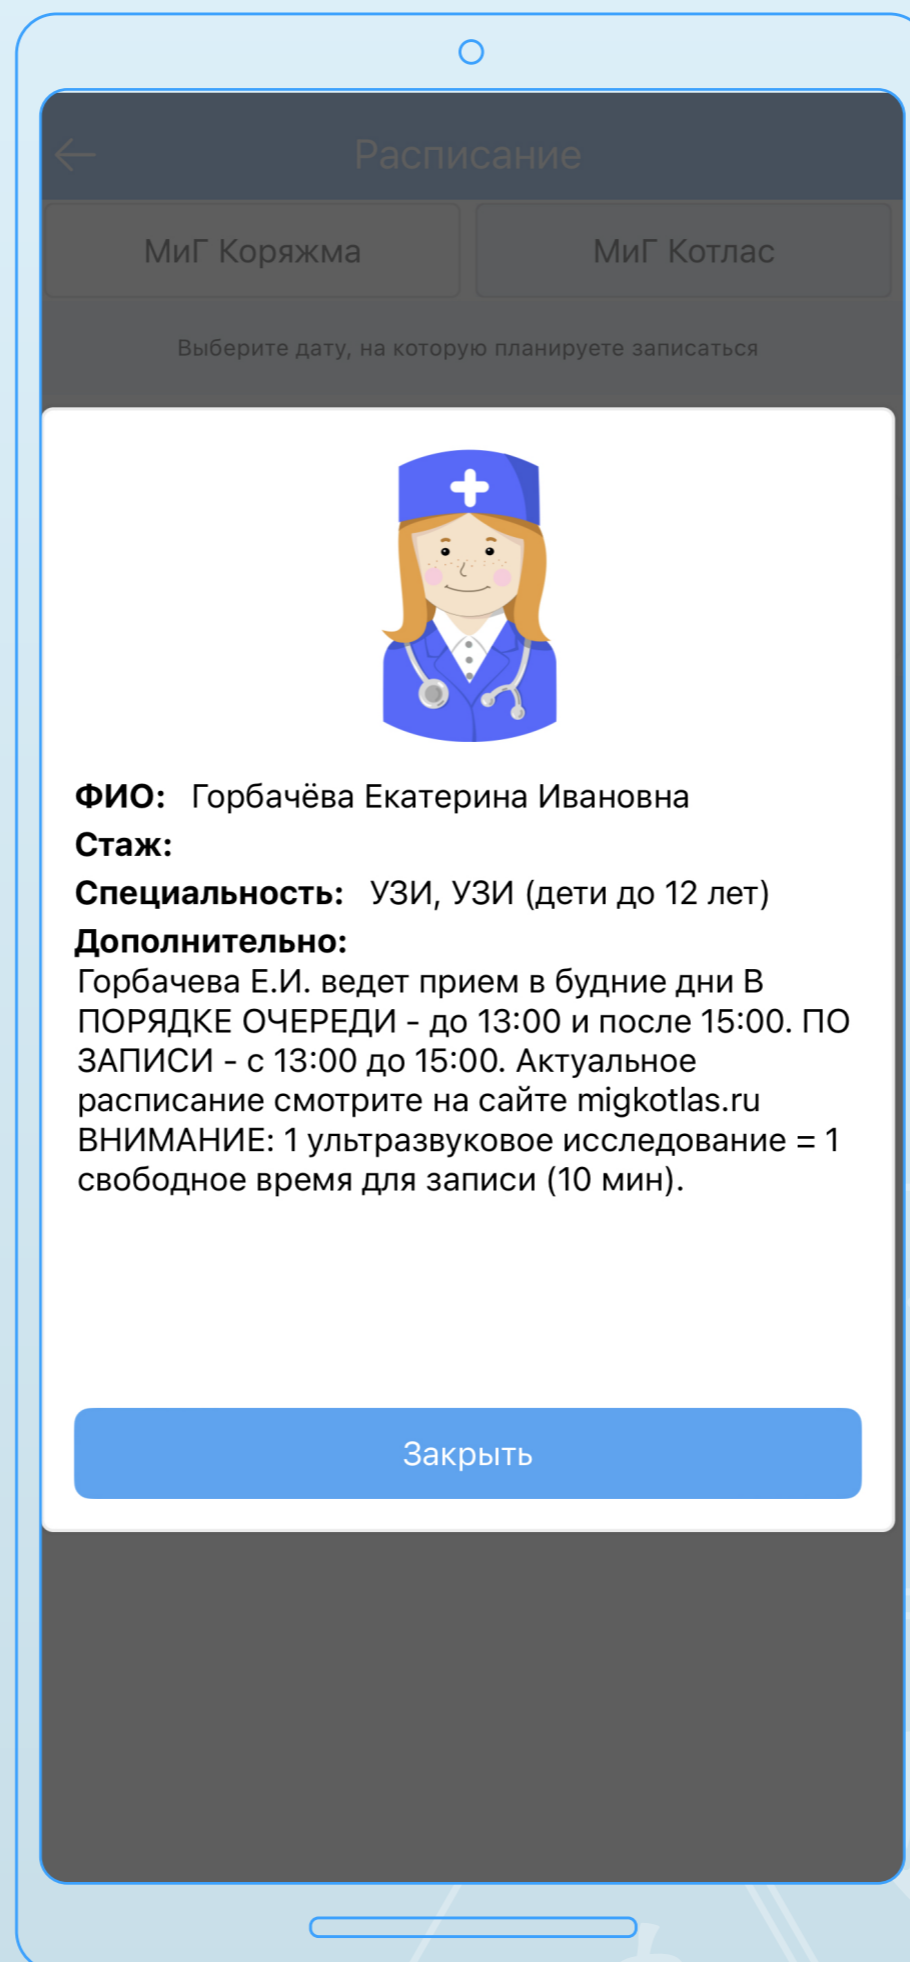 Расписание
МиГ Коряжма
МиГ Котлас
Выберите дату, на которую планируете записаться
ФИО: Горбачёва Екатерина Ивановна
Стаж:
Специальность: УЗИ, УЗИ (дети до 12 лет)
Дополнительно:
Горбачева Е.И. ведет прием в будние дни В
ПОРЯДКЕ ОЧЕРЕДИ - до 13:00 и после 15:00. ПО
ЗАПИСИ - с 13:00 до 15:00. Актуальное
расписание смотрите на сайте migkotlas.ru
ВНИМАНИЕ: 1 ультразвуковое исследование = 1
свободное время для записи (10 мин).
Закрыть